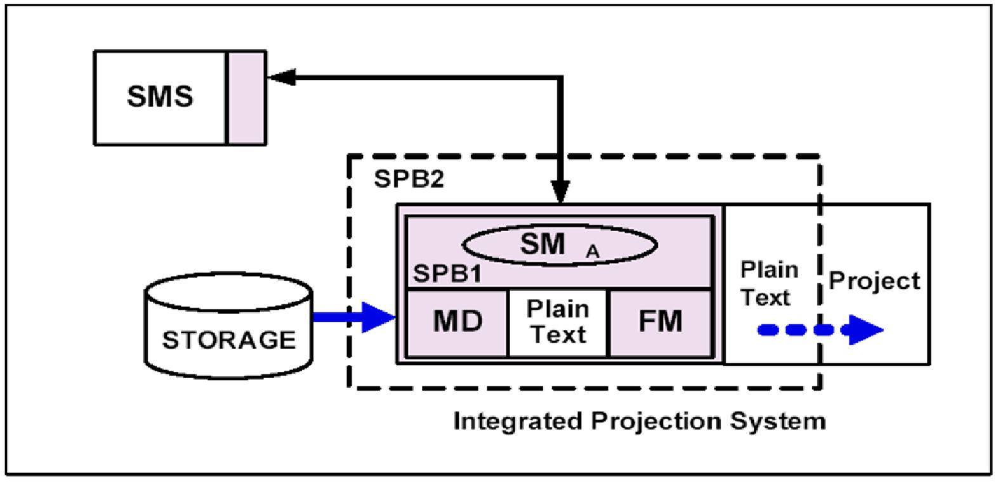 SMS
SPB2
SM A
SPB1
MD
Plain
Text
FM
Plain
Text
Project
STORAGE
Integrated Projection System